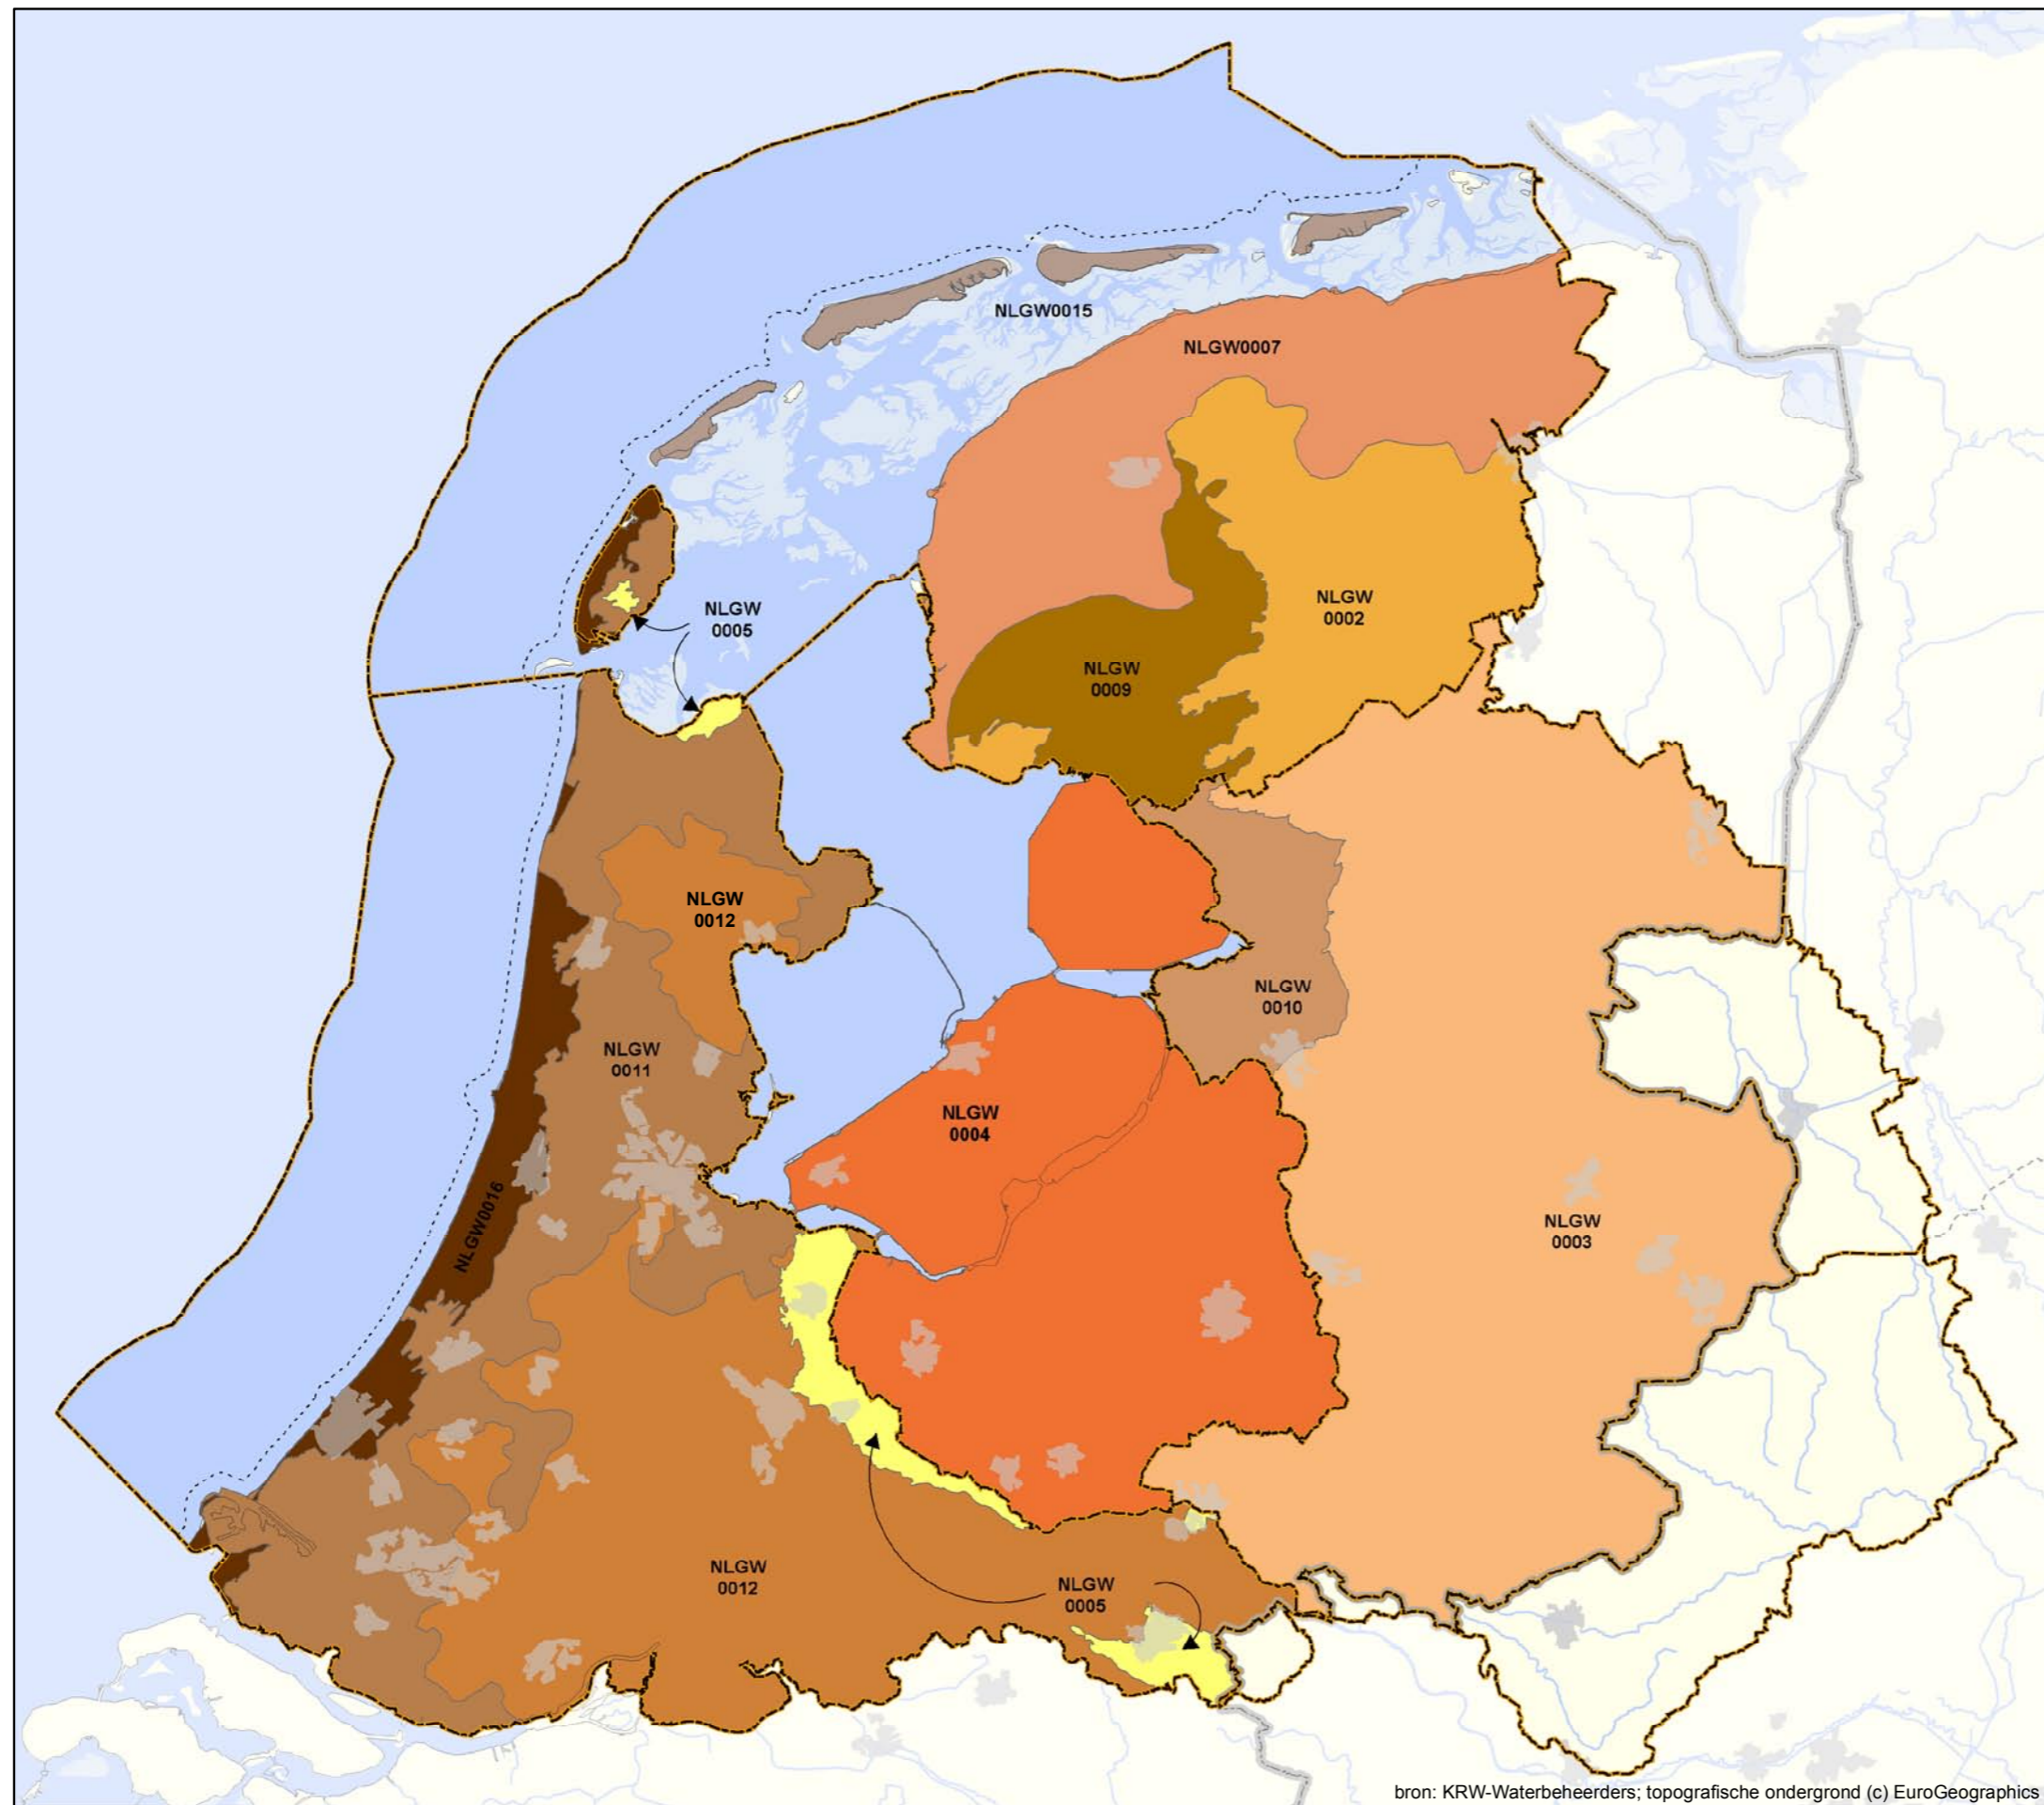 NLGW0015
NLGW0007
NLGW
0005
NLGW
0002
NLGW
0009
NLGW
0012
NLGW
0010
NLGW
0011
NLGW
0004
NLGW0016
NLGW
0003
NLGW
0012
NLGW
0005
bron: KRW-Waterbeheerders; topografische ondergrond (c) EuroGeographics